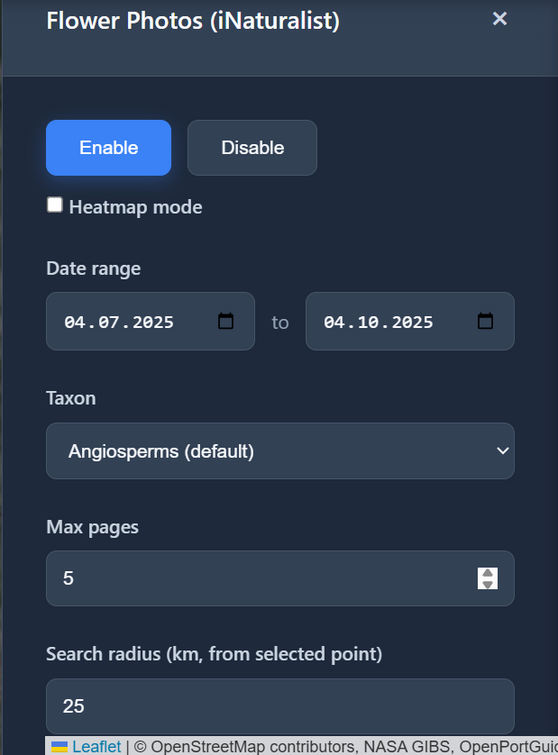 Flower Photos (iNaturalist) ×
Enable Disable
Heatmap mode
Date range
04.07.2025 to 04.10.2025
Taxon
Angiosperms (default)
Max pages
5
Search radius (km, from selected point)
25
Leaflet | © OpenStreetMap contributors, NASA GIBS, OpenPortGui